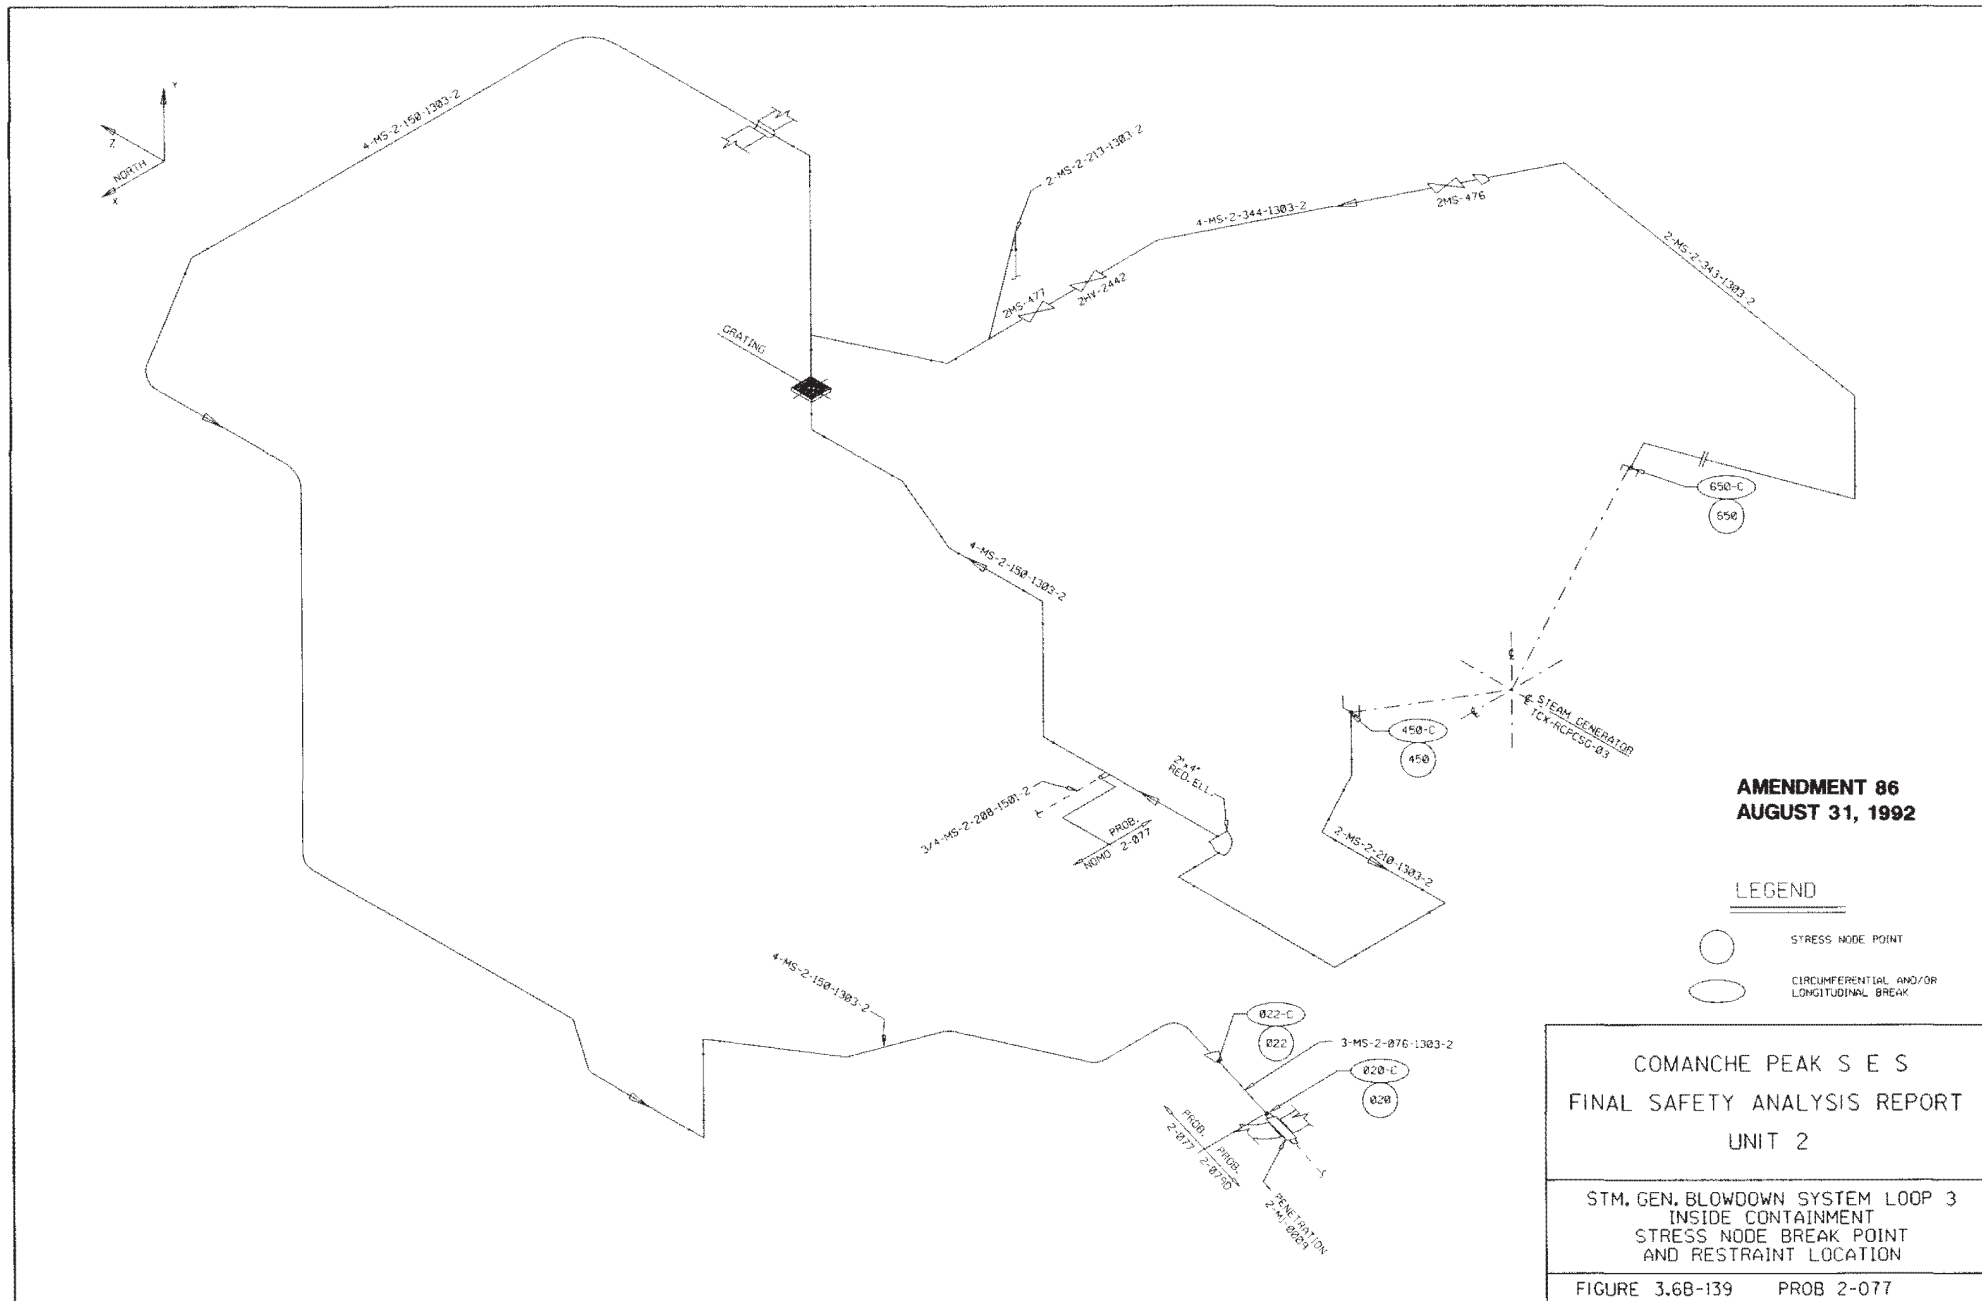 Y
Z
NORTH
X
4-MS-2-150-1303-2
2-MS-2-213-1303-2
4-MS-2-344-1303-2
2MS-476
2-MS-2-343-1303-2
2MS-477
2HV-2442
GRATING
650-C
650
4-MS-2-150-1303-2
STEAM GENERATOR
TCX-RCPCSG-03
450-C
450
2"x4"
RED. ELL.
3/4-MS-2-208-1501-2
PROB.
NOMO 2-077
2-MS-2-210-1303-2
AMENDMENT 86
AUGUST 31, 1992
LEGEND
STRESS NODE POINT
CIRCUMFERENTIAL AND/OR
LONGITUDINAL BREAK
4-MS-2-150-1303-2
022-C
022
3-MS-2-076-1303-2
020-C
020
PROB.
2-077
PROB.
2-079D
PENETRATION
2-MI-0009
COMANCHE PEAK S E S
FINAL SAFETY ANALYSIS REPORT
UNIT 2
STM. GEN. BLOWDOWN SYSTEM LOOP 3
INSIDE CONTAINMENT
STRESS NODE BREAK POINT
AND RESTRAINT LOCATION
FIGURE 3.6B-139 PROB 2-077